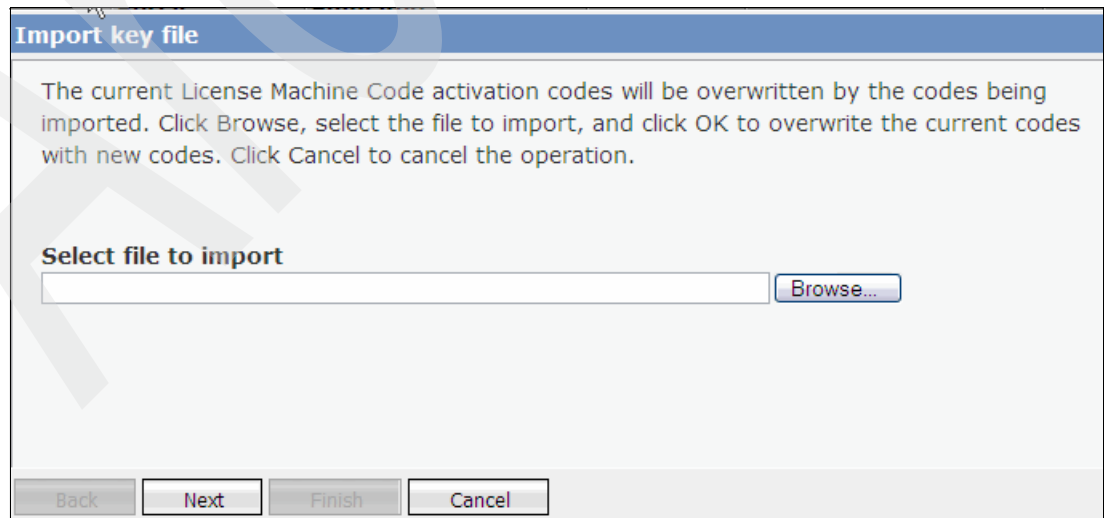 Import key file
The current License Machine Code activation codes will be overwritten by the codes being
imported. Click Browse, select the file to import, and click OK to overwrite the current codes
with new codes. Click Cancel to cancel the operation.
Select file to import
Browse...
Back Next Finish Cancel